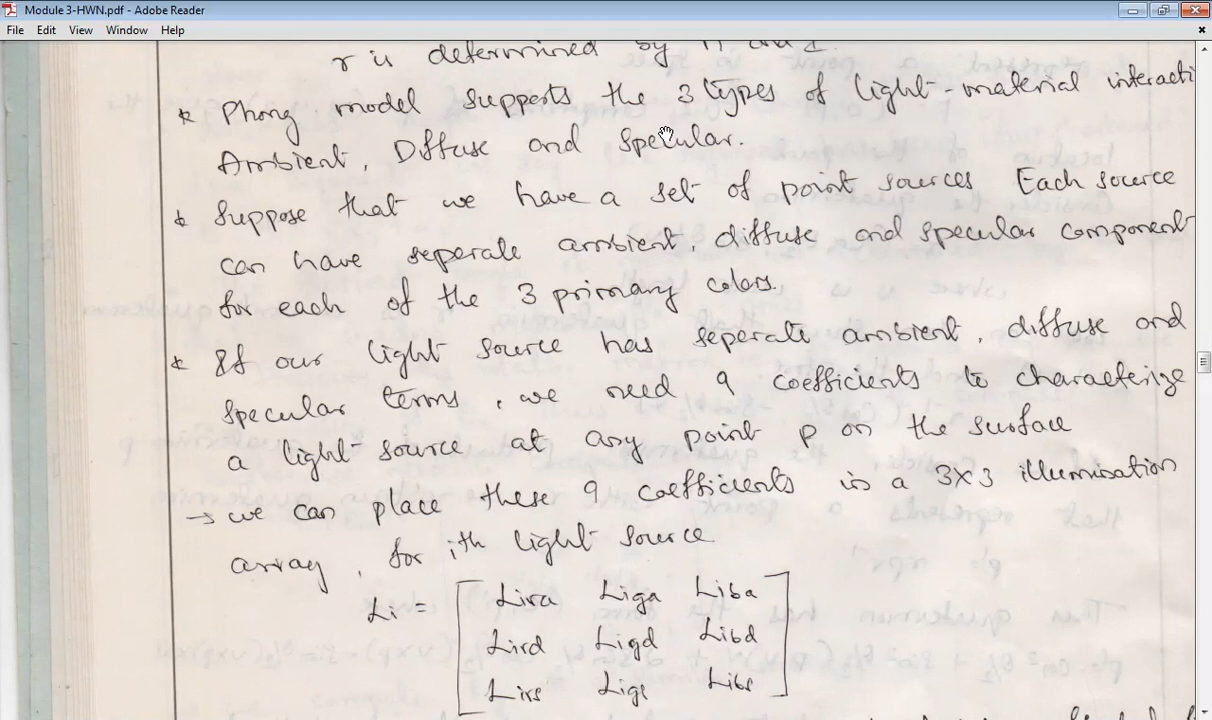 Module 3-HWN.pdf - Adobe Reader
File Edit View Window Help
r is determined by n and l.
* Phong model supports the 3 types of light-material interacti
Ambient, Diffuse and Specular.
* Suppose that we have a set of point sources Each source
can have seperate ambient, diffuse and specular component
for each of the 3 primary colors.
* If our light source has seperate ambient, diffuse and
specular terms, we need 9 coefficients to characterize
a light source at any point p on the surface
→ we can place these 9 coefficients in a 3x3 illumination
array, for ith light source
Li = [ Lira Liga Liba
Lird Ligd Libd
Lirs Ligs Libs ]